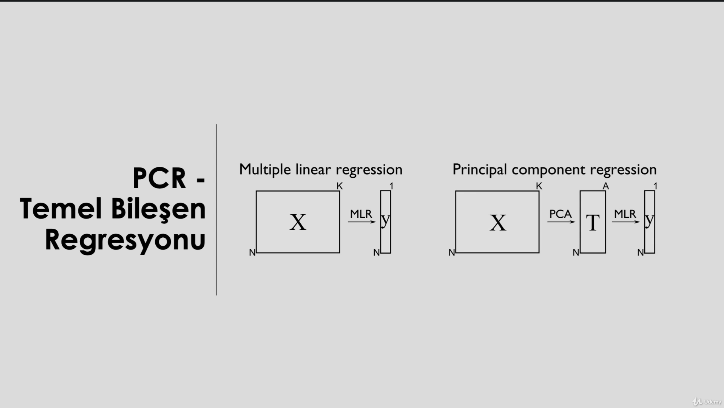 PCR -
Temel Bileşen
Regresyonu
Multiple linear regression
K
1
X
MLR
y
N
N
Principal component regression
K
A
1
X
PCA
T
MLR
y
N
N
N